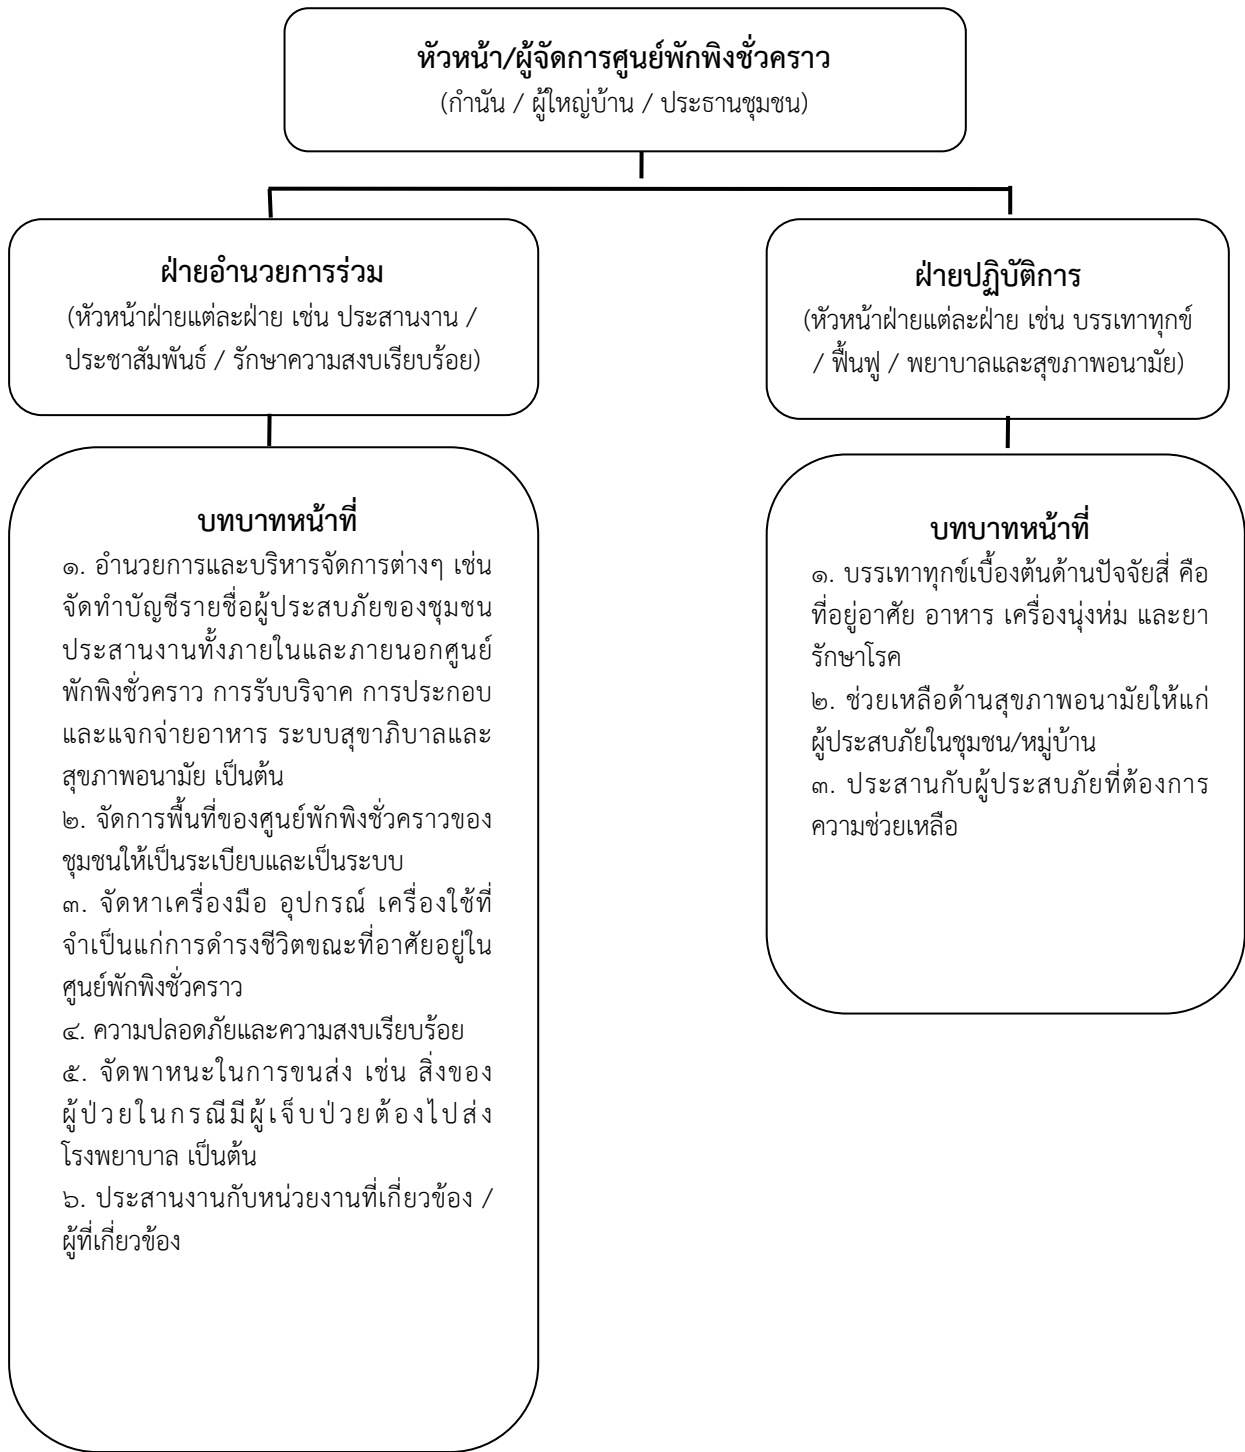 หัวหน้า/ผู้จัดการศูนย์พักพิงชั่วคราว
(กำนัน / ผู้ใหญ่บ้าน / ประธานชุมชน)
ฝ่ายอำนวยการร่วม
(หัวหน้าฝ่ายแต่ละฝ่าย เช่น ประสานงาน /
ประชาสัมพันธ์ / รักษาความสงบเรียบร้อย)
ฝ่ายปฏิบัติการ
(หัวหน้าฝ่ายแต่ละฝ่าย เช่น บรรเทาทุกข์
/ ฟื้นฟู / พยาบาลและสุขภาพอนามัย)
บทบาทหน้าที่
๑. อำนวยการและบริหารจัดการต่างๆ เช่น
จัดทำบัญชีรายชื่อผู้ประสบภัยของชุมชน
ประสานงานทั้งภายในและภายนอกศูนย์
พักพิงชั่วคราว การรับบริจาค การประกอบ
และแจกจ่ายอาหาร ระบบสุขาภิบาลและ
สุขภาพอนามัย เป็นต้น
๒. จัดการพื้นที่ของศูนย์พักพิงชั่วคราวของ
ชุมชนให้เป็นระเบียบและเป็นระบบ
๓. จัดหาเครื่องมือ อุปกรณ์ เครื่องใช้ที่
จำเป็นแก่การดำรงชีวิตขณะที่อาศัยอยู่ใน
ศูนย์พักพิงชั่วคราว
๔. ความปลอดภัยและความสงบเรียบร้อย
๕. จัดพาหนะในการขนส่ง เช่น สิ่งของ
ผู้ป่วยในกรณีมีผู้เจ็บป่วยต้องไปส่ง
โรงพยาบาล เป็นต้น
๖. ประสานงานกับหน่วยงานที่เกี่ยวข้อง /
ผู้ที่เกี่ยวข้อง
บทบาทหน้าที่
๑. บรรเทาทุกข์เบื้องต้นด้านปัจจัยสี่ คือ
ที่อยู่อาศัย อาหาร เครื่องนุ่งห่ม และยา
รักษาโรค
๒. ช่วยเหลือด้านสุขภาพอนามัยให้แก่
ผู้ประสบภัยในชุมชน/หมู่บ้าน
๓. ประสานกับผู้ประสบภัยที่ต้องการ
ความช่วยเหลือ